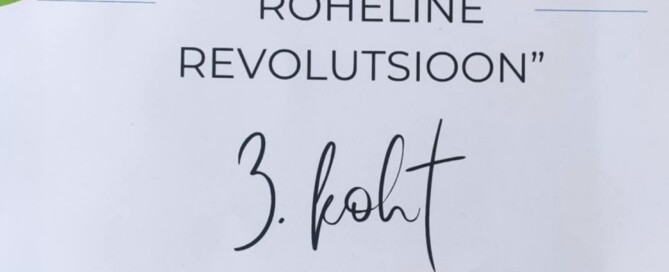 ROHELINE
REVOLUTSIOON”
3. koht